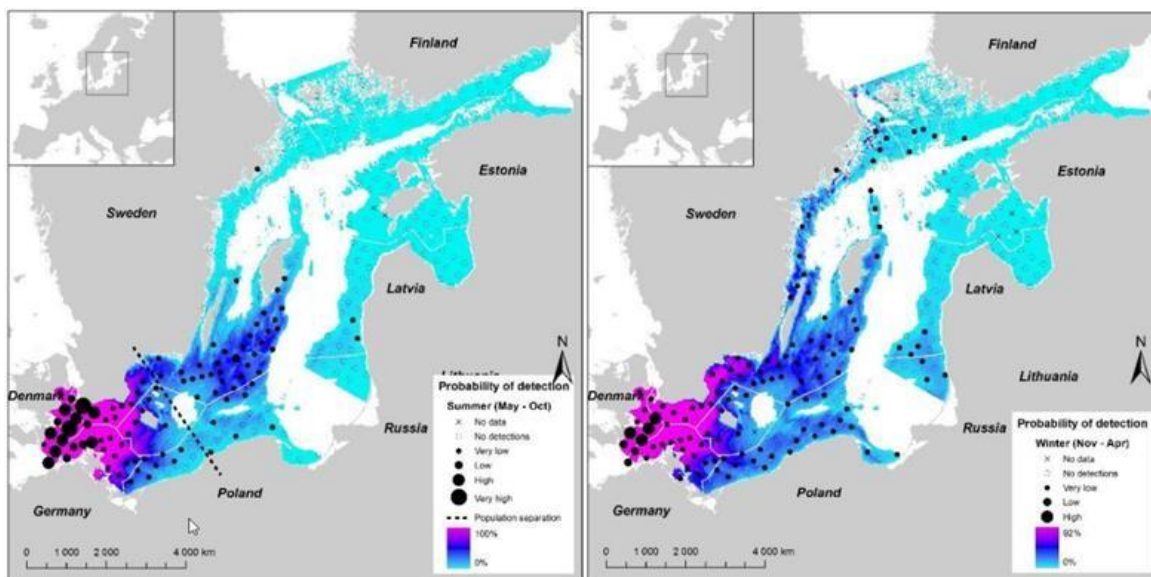 Finland
Estonia
Sweden
Latvia
N
Denmark
Russia
Poland
Germany
Probability of detection
Summer (May - Oct)
No data
No detections
Very low
Low
High
Very high
Population separation
100%
0%
0 1 000 2 000 4 000 km
Finland
Estonia
Sweden
Latvia
N
Lithuania
Denmark
Russia
Poland
Germany
Probability of detection
Winter (Nov - Apr)
No data
No detections
Very low
Low
High
92%
0%
0 1 000 2 000 4 000 km